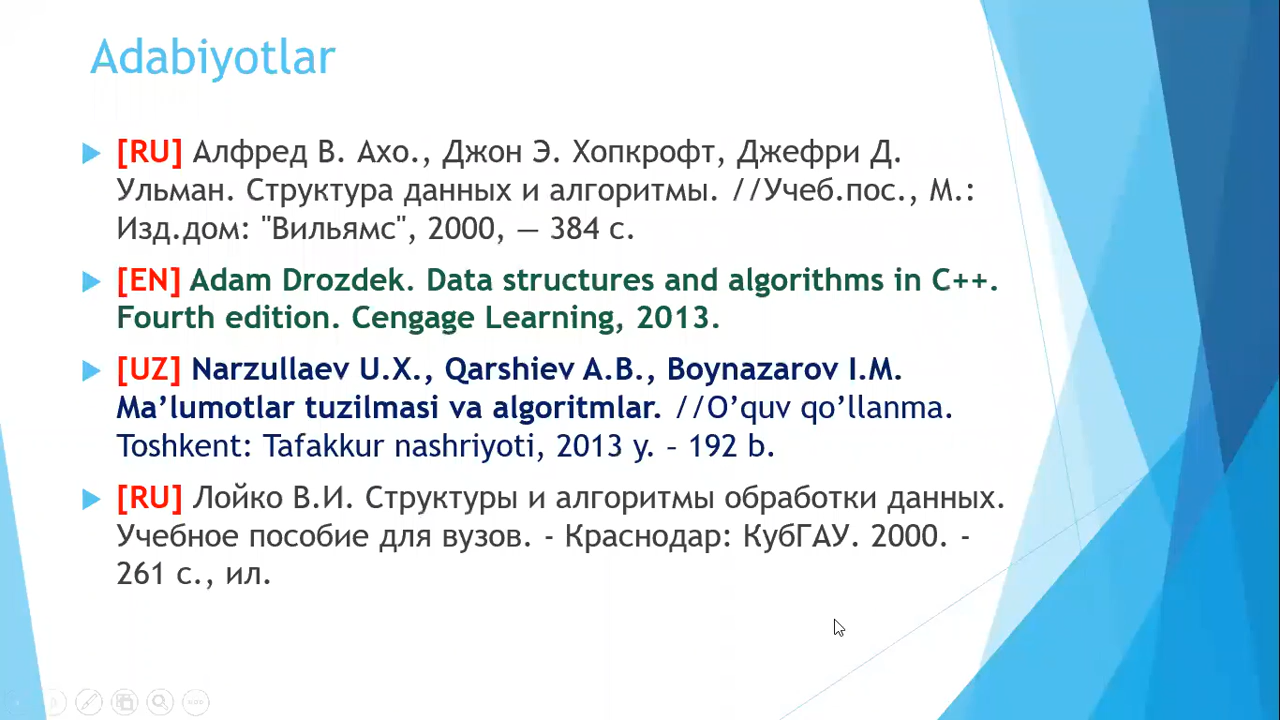 Adabiyotlar
[RU] Алфред В. Ахо., Джон Э. Хопкрофт, Джефри Д.
Ульман. Структура данных и алгоритмы. //Учеб.пос., М.:
Изд.дом: "Вильямс", 2000, — 384 с.
[EN] Adam Drozdek. Data structures and algorithms in C++.
Fourth edition. Cengage Learning, 2013.
[UZ] Narzullaev U.X., Qarshiev A.B., Boynazarov I.M.
Ma’lumotlar tuzilmasi va algoritmlar. //O’quv qo’llanma.
Toshkent: Tafakkur nashriyoti, 2013 y. – 192 b.
[RU] Лойко В.И. Структуры и алгоритмы обработки данных.
Учебное пособие для вузов. - Краснодар: КубГАУ. 2000. -
261 с., ил.